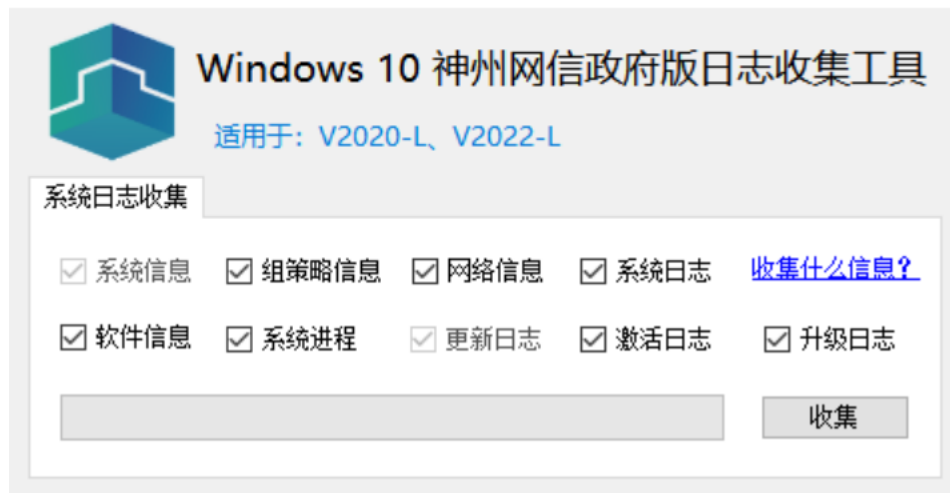 Windows 10 神州网信政府版日志收集工具
适用于：V2020-L、V2022-L
系统日志收集
系统信息 组策略信息 网络信息 系统日志 收集什么信息？
软件信息 系统进程 更新日志 激活日志 升级日志
收集